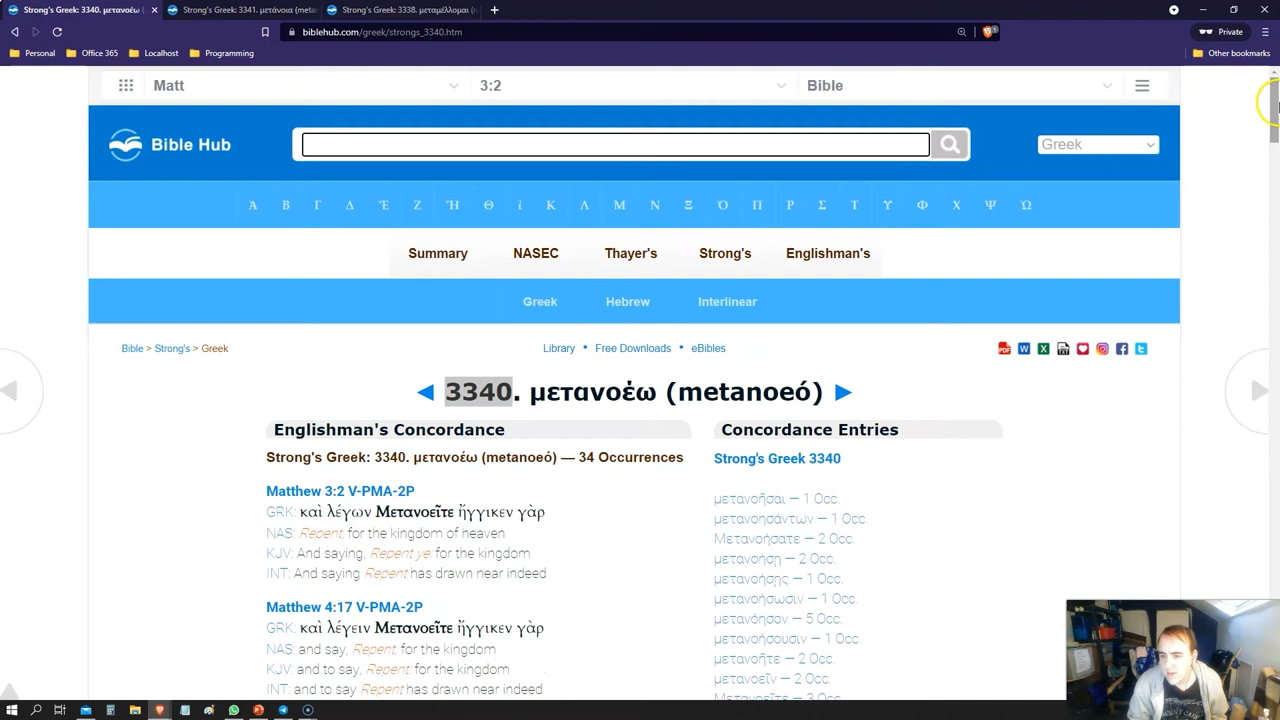 Strong's Greek: 3340. μετανοέω (
Strong's Greek: 3341. μετάνοια (meta
Strong's Greek: 3338. μεταμέλλομαι (
biblehub.com/greek/strongs_3340.htm
Private
Personal
Office 365
Localhost
Programming
Other bookmarks
Matt
3:2
Bible
Bible Hub
Greek
Ἀ Β Γ Δ Ἐ Ζ Ἠ Θ ἰ Κ Λ Μ Ν Ξ Ὀ Π Ρ Σ Τ Υ Φ Χ Ψ Ὠ
Summary NASEC Thayer's Strong's Englishman's
Greek Hebrew Interlinear
Bible > Strong's > Greek
Library • Free Downloads • eBibles
◄ 3340. μετανοέω (metanoeó) ►
Englishman's Concordance
Strong's Greek: 3340. μετανοέω (metanoeó) — 34 Occurrences
Matthew 3:2 V-PMA-2P
GRK: καὶ λέγων Μετανοεῖτε ἤγγικεν γὰρ
NAS: Repent, for the kingdom of heaven
KJV: And saying, Repent ye: for the kingdom
INT: And saying Repent has drawn near indeed
Matthew 4:17 V-PMA-2P
GRK: καὶ λέγειν Μετανοεῖτε ἤγγικεν γὰρ
NAS: and say, Repent, for the kingdom
KJV: and to say, Repent: for the kingdom
INT: and to say Repent has drawn near indeed
Concordance Entries
Strong's Greek 3340
μετανοῆσαι — 1 Occ.
μετανοησάντων — 1 Occ.
Μετανοήσατε — 2 Occ.
μετανοήσῃ — 2 Occ.
μετανοήσῃς — 1 Occ.
μετανοήσωσιν — 1 Occ.
μετανόησον — 5 Occ.
μετανοήσουσιν — 1 Occ.
μετανοῆτε — 2 Occ.
μετανοεῖν — 2 Occ.
Μετανοεῖτε — 3 Occ.